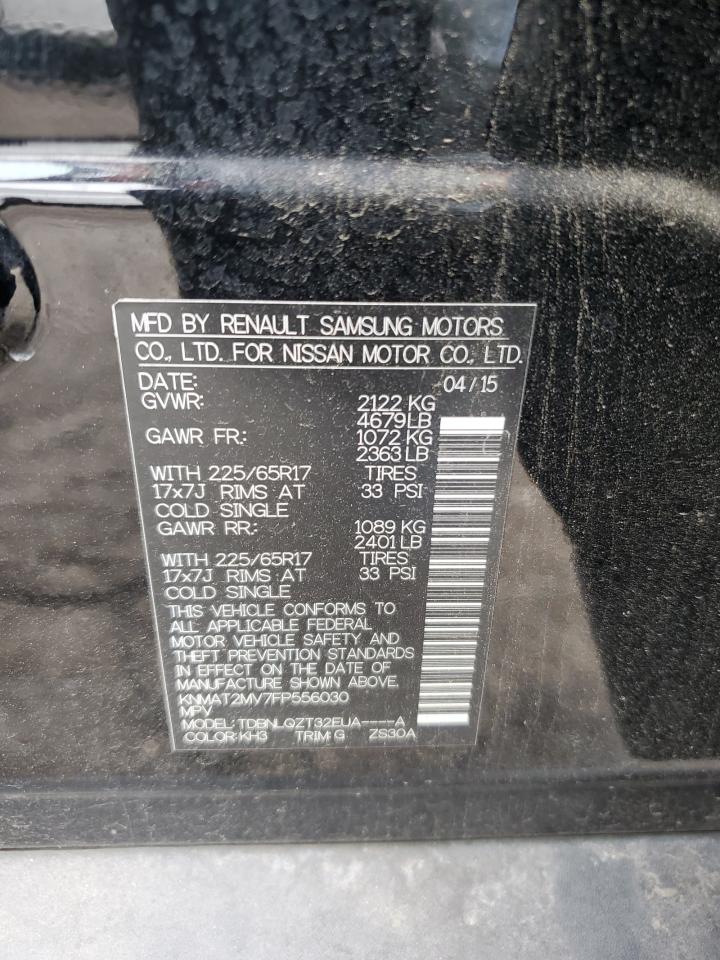 MFD BY RENAULT SAMSUNG MOTORS
CO., LTD. FOR NISSAN MOTOR CO., LTD.
DATE: 04/15
GVWR: 2122 KG
4679LB
GAWR FR: 1072 KG
2363LB
WITH 225/65R17 TIRES
17x7J RIMS AT 33 PSI
COLD SINGLE
GAWR RR: 1089 KG
2401LB
WITH 225/65R17 TIRES
17x7J RIMS AT 33 PSI
COLD SINGLE
THIS VEHICLE CONFORMS TO
ALL APPLICABLE FEDERAL
MOTOR VEHICLE SAFETY AND
THEFT PREVENTION STANDARDS
IN EFFECT ON THE DATE OF
MANUFACTURE SHOWN ABOVE.
KNMAT2MV7FP556030
MPV
MODEL: TDBNLQZT32EUA----A
COLOR: KH3 TRIM: G ZS30A